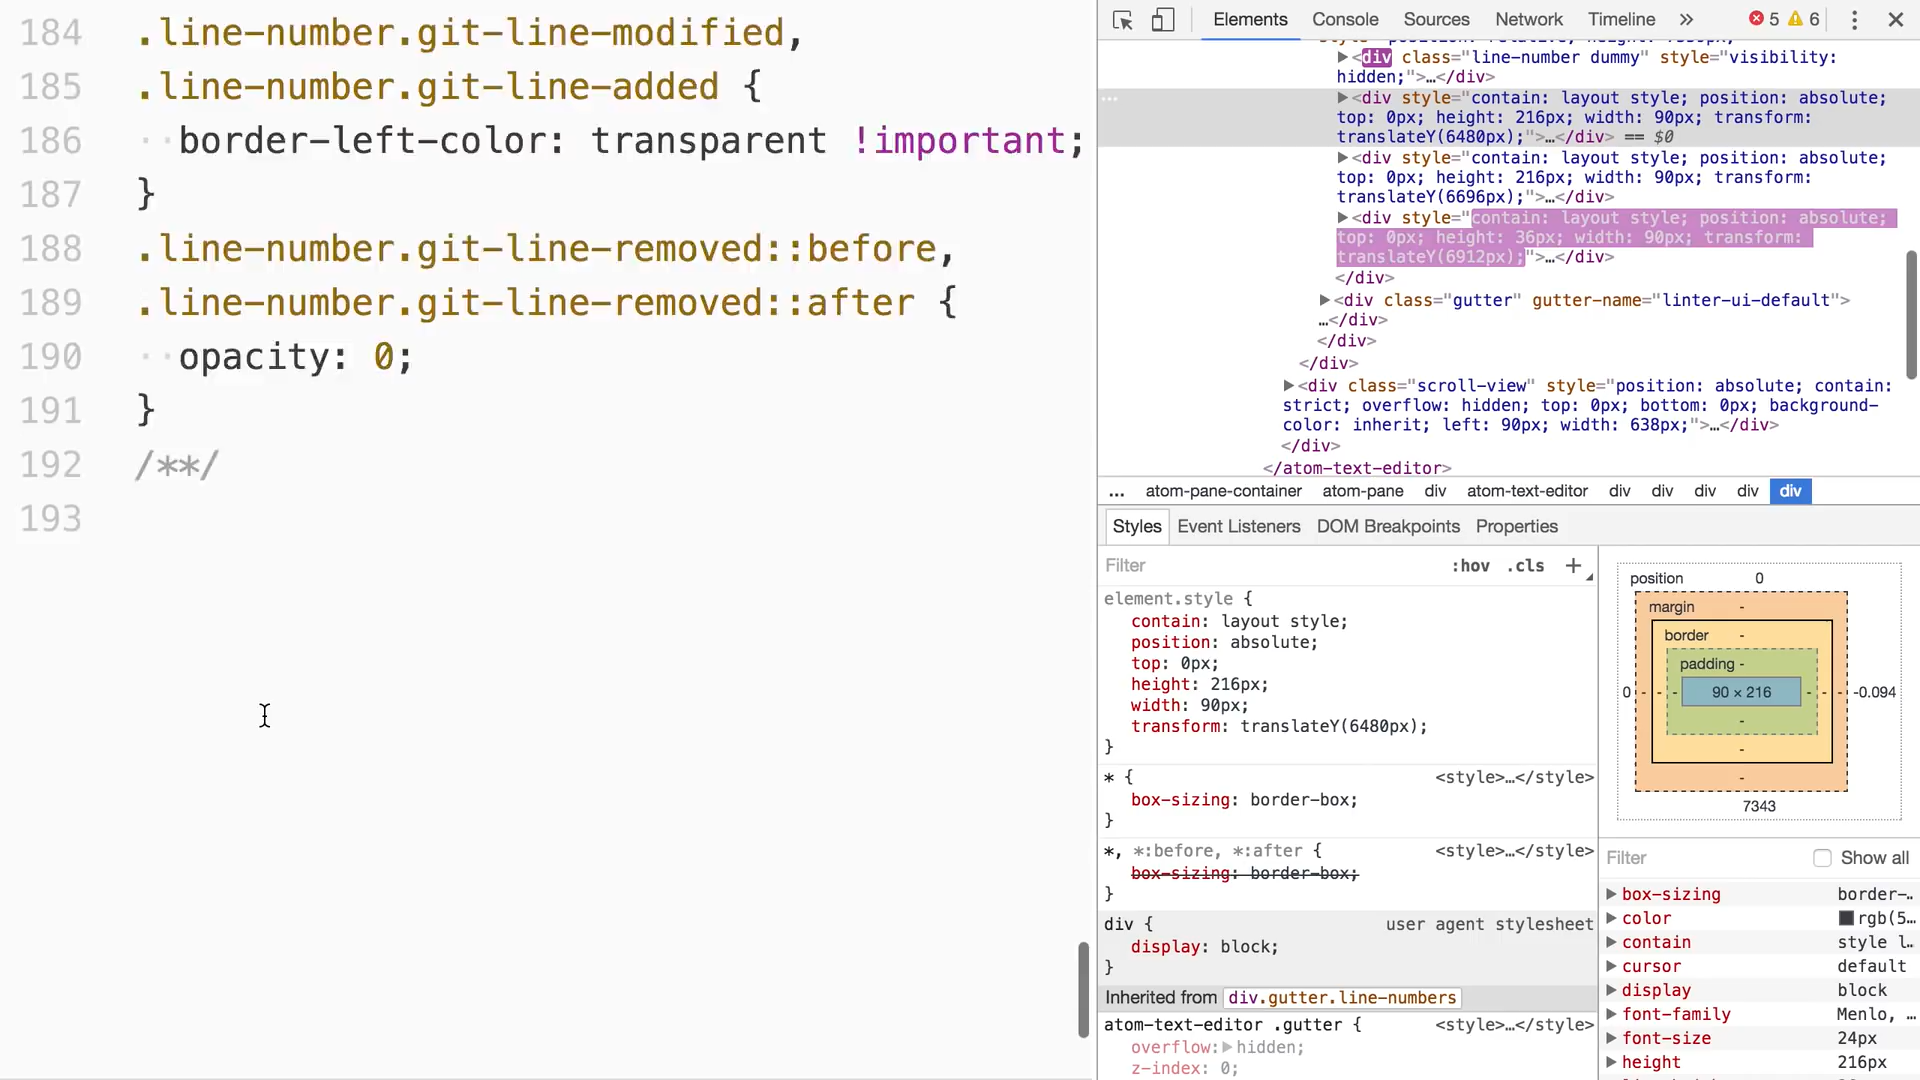 184 .line-number.git-line-modified,
185 .line-number.git-line-added {
186 ··border-left-color: transparent !important;
187 }
188 .line-number.git-line-removed::before,
189 .line-number.git-line-removed::after {
190 ··opacity: 0;
191 }
192 /**/
193
Elements Console Sources Network Timeline » 5 6
<div class="line-number dummy" style="visibility:
hidden;">…</div>
<div style="contain: layout style; position: absolute;
top: 0px; height: 216px; width: 90px; transform:
translateY(6480px);">…</div> == $0
<div style="contain: layout style; position: absolute;
top: 0px; height: 216px; width: 90px; transform:
translateY(6696px);">…</div>
<div style="contain: layout style; position: absolute;
top: 0px; height: 36px; width: 90px; transform:
translateY(6912px);">…</div>
</div>
<div class="gutter" gutter-name="linter-ui-default">
…</div>
</div>
</div>
<div class="scroll-view" style="position: absolute; contain:
strict; overflow: hidden; top: 0px; bottom: 0px; background-
color: inherit; left: 90px; width: 638px;">…</div>
</div>
</atom-text-editor>
... atom-pane-container atom-pane div atom-text-editor div div div div div
Styles Event Listeners DOM Breakpoints Properties
Filter :hov .cls +
element.style {
contain: layout style;
position: absolute;
top: 0px;
height: 216px;
width: 90px;
transform: translateY(6480px);
}
* { <style>…</style>
box-sizing: border-box;
}
*, *:before, *:after { <style>…</style>
box-sizing: border-box;
}
div { user agent stylesheet
display: block;
}
Inherited from div.gutter.line-numbers
atom-text-editor .gutter { <style>…</style>
overflow: hidden;
z-index: 0;
position 0
margin -
border -
padding -
0 - - - 90 × 216 - - - -0.094
-
-
-
7343
Filter Show all
box-sizing border-…
color rgb(5…
contain style l…
cursor default
display block
font-family Menlo, …
font-size 24px
height 216px